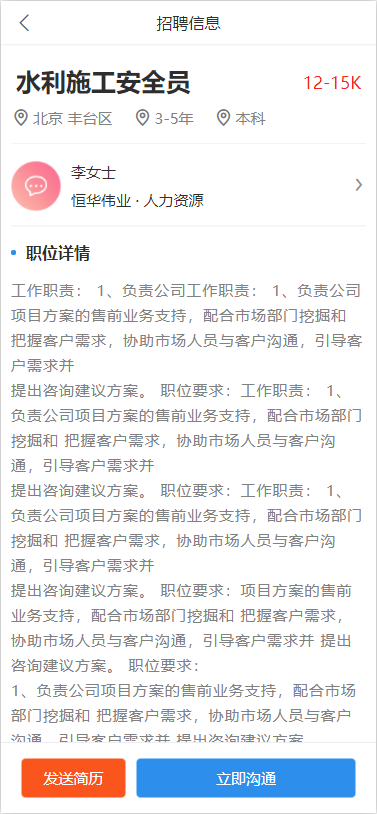 招聘信息
水利施工安全员
12-15K
北京 丰台区
3-5年
本科
李女士
恒华伟业 · 人力资源
职位详情
工作职责： 1、负责公司工作职责： 1、负责公司
项目方案的售前业务支持，配合市场部门挖掘和
把握客户需求，协助市场人员与客户沟通，引导客
户需求并
提出咨询建议方案。 职位要求：工作职责： 1、
负责公司项目方案的售前业务支持，配合市场部门
挖掘和 把握客户需求，协助市场人员与客户沟
通，引导客户需求并
提出咨询建议方案。 职位要求：工作职责： 1、
负责公司项目方案的售前业务支持，配合市场部门
挖掘和 把握客户需求，协助市场人员与客户沟
通，引导客户需求并
提出咨询建议方案。 职位要求：项目方案的售前
业务支持，配合市场部门挖掘和 把握客户需求，
协助市场人员与客户沟通，引导客户需求并 提出
咨询建议方案。 职位要求：
1、负责公司项目方案的售前业务支持，配合市场
部门挖掘和 把握客户需求，协助市场人员与客户
沟通，引导客户需求并 提出咨询建议方案
发送简历
立即沟通